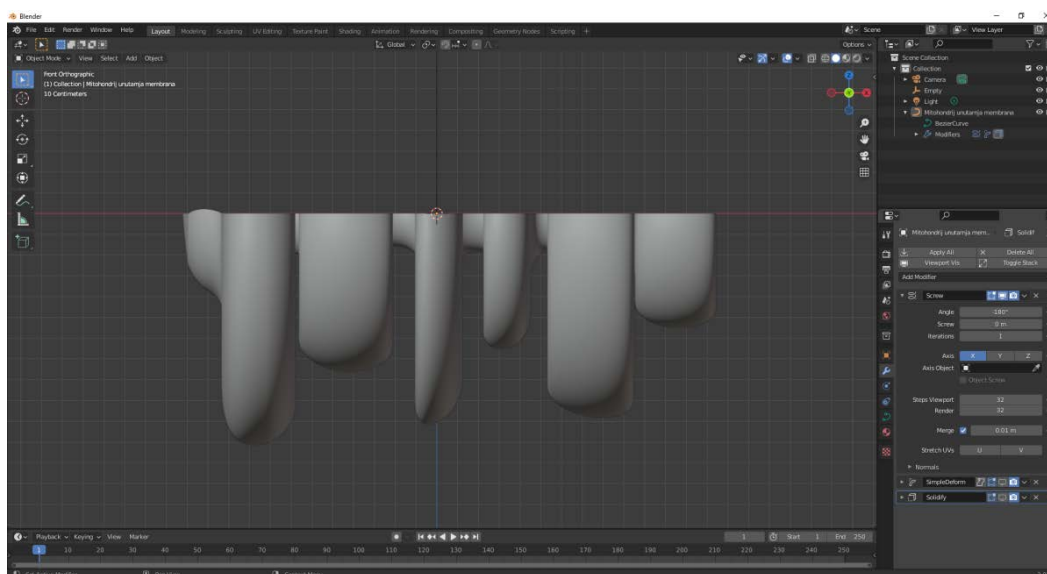 Blender
File Edit Render Window Help Layout Modeling Sculpting UV Editing Texture Paint Shading Animation Rendering Compositing Geometry Nodes Scripting + Scene View Layer
Global Options
Object Mode View Select Add Object
Front Orthographic
(1) Collection | Mitohondrij unutarnja membrana
10 Centimeters
Z
Scene Collection
Collection
Camera
Empty
Light
Mitohondrij unutarnja membrana
BezierCurve
Modifiers
Mitohondrij unutarnja mem... Solidif
Apply All Delete All
Viewport Vis Toggle Stack
Add Modifier
Screw
Angle -180°
Screw 0 m
Iterations 1
Axis X Y Z
Axis Object
Object Screw
Steps Viewport 32
Render 32
Merge 0.01 m
Stretch UVs U V
Normals
SimpleDeform
Solidify
Playback Keying View Marker 1 Start 1 End 250
1 10 20 30 40 50 60 70 80 90 100 110 120 130 140 150 160 170 180 190 200 210 220 230 240 250